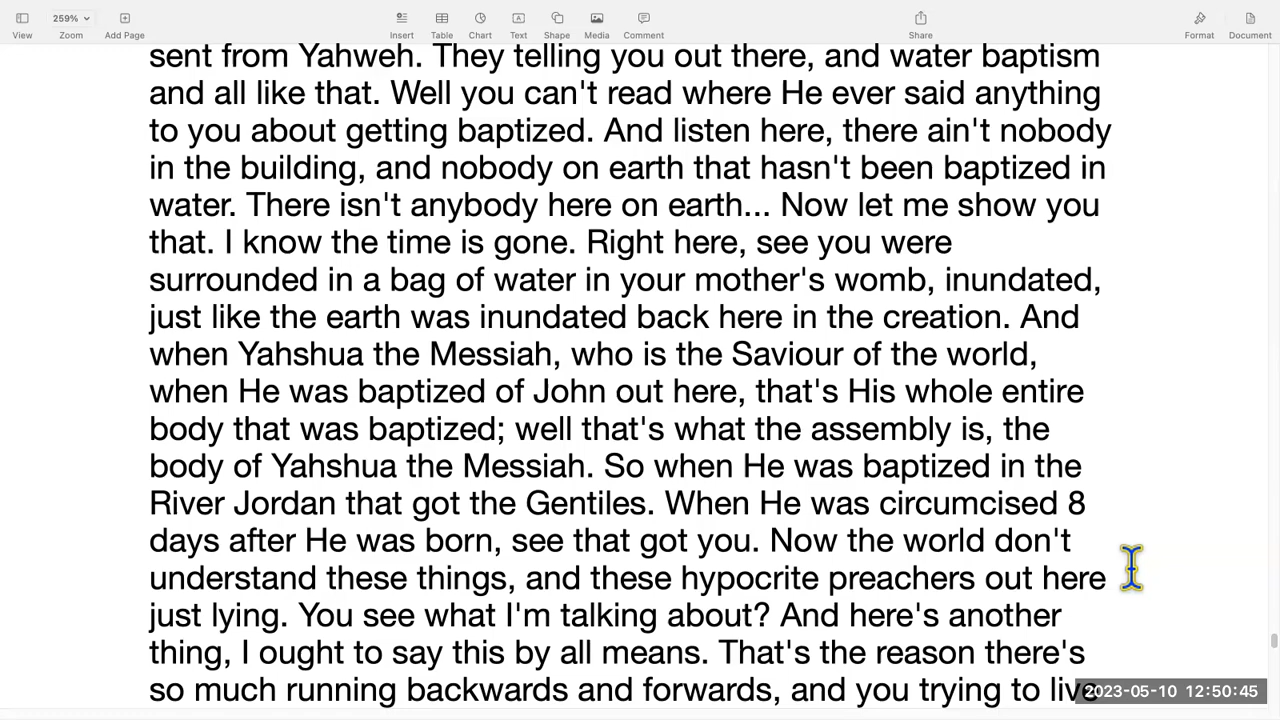 259%
View
Zoom
Add Page
Insert
Table
Chart
Text
Shape
Media
Comment
Share
Format
Document
sent from Yahweh. They telling you out there, and water baptism
and all like that. Well you can't read where He ever said anything
to you about getting baptized. And listen here, there ain't nobody
in the building, and nobody on earth that hasn't been baptized in
water. There isn't anybody here on earth... Now let me show you
that. I know the time is gone. Right here, see you were
surrounded in a bag of water in your mother's womb, inundated,
just like the earth was inundated back here in the creation. And
when Yahshua the Messiah, who is the Saviour of the world,
when He was baptized of John out here, that's His whole entire
body that was baptized; well that's what the assembly is, the
body of Yahshua the Messiah. So when He was baptized in the
River Jordan that got the Gentiles. When He was circumcised 8
days after He was born, see that got you. Now the world don't
understand these things, and these hypocrite preachers out here
just lying. You see what I'm talking about? And here's another
thing, I ought to say this by all means. That's the reason there's
so much running backwards and forwards, and you trying to live
2023-05-10 12:50:45